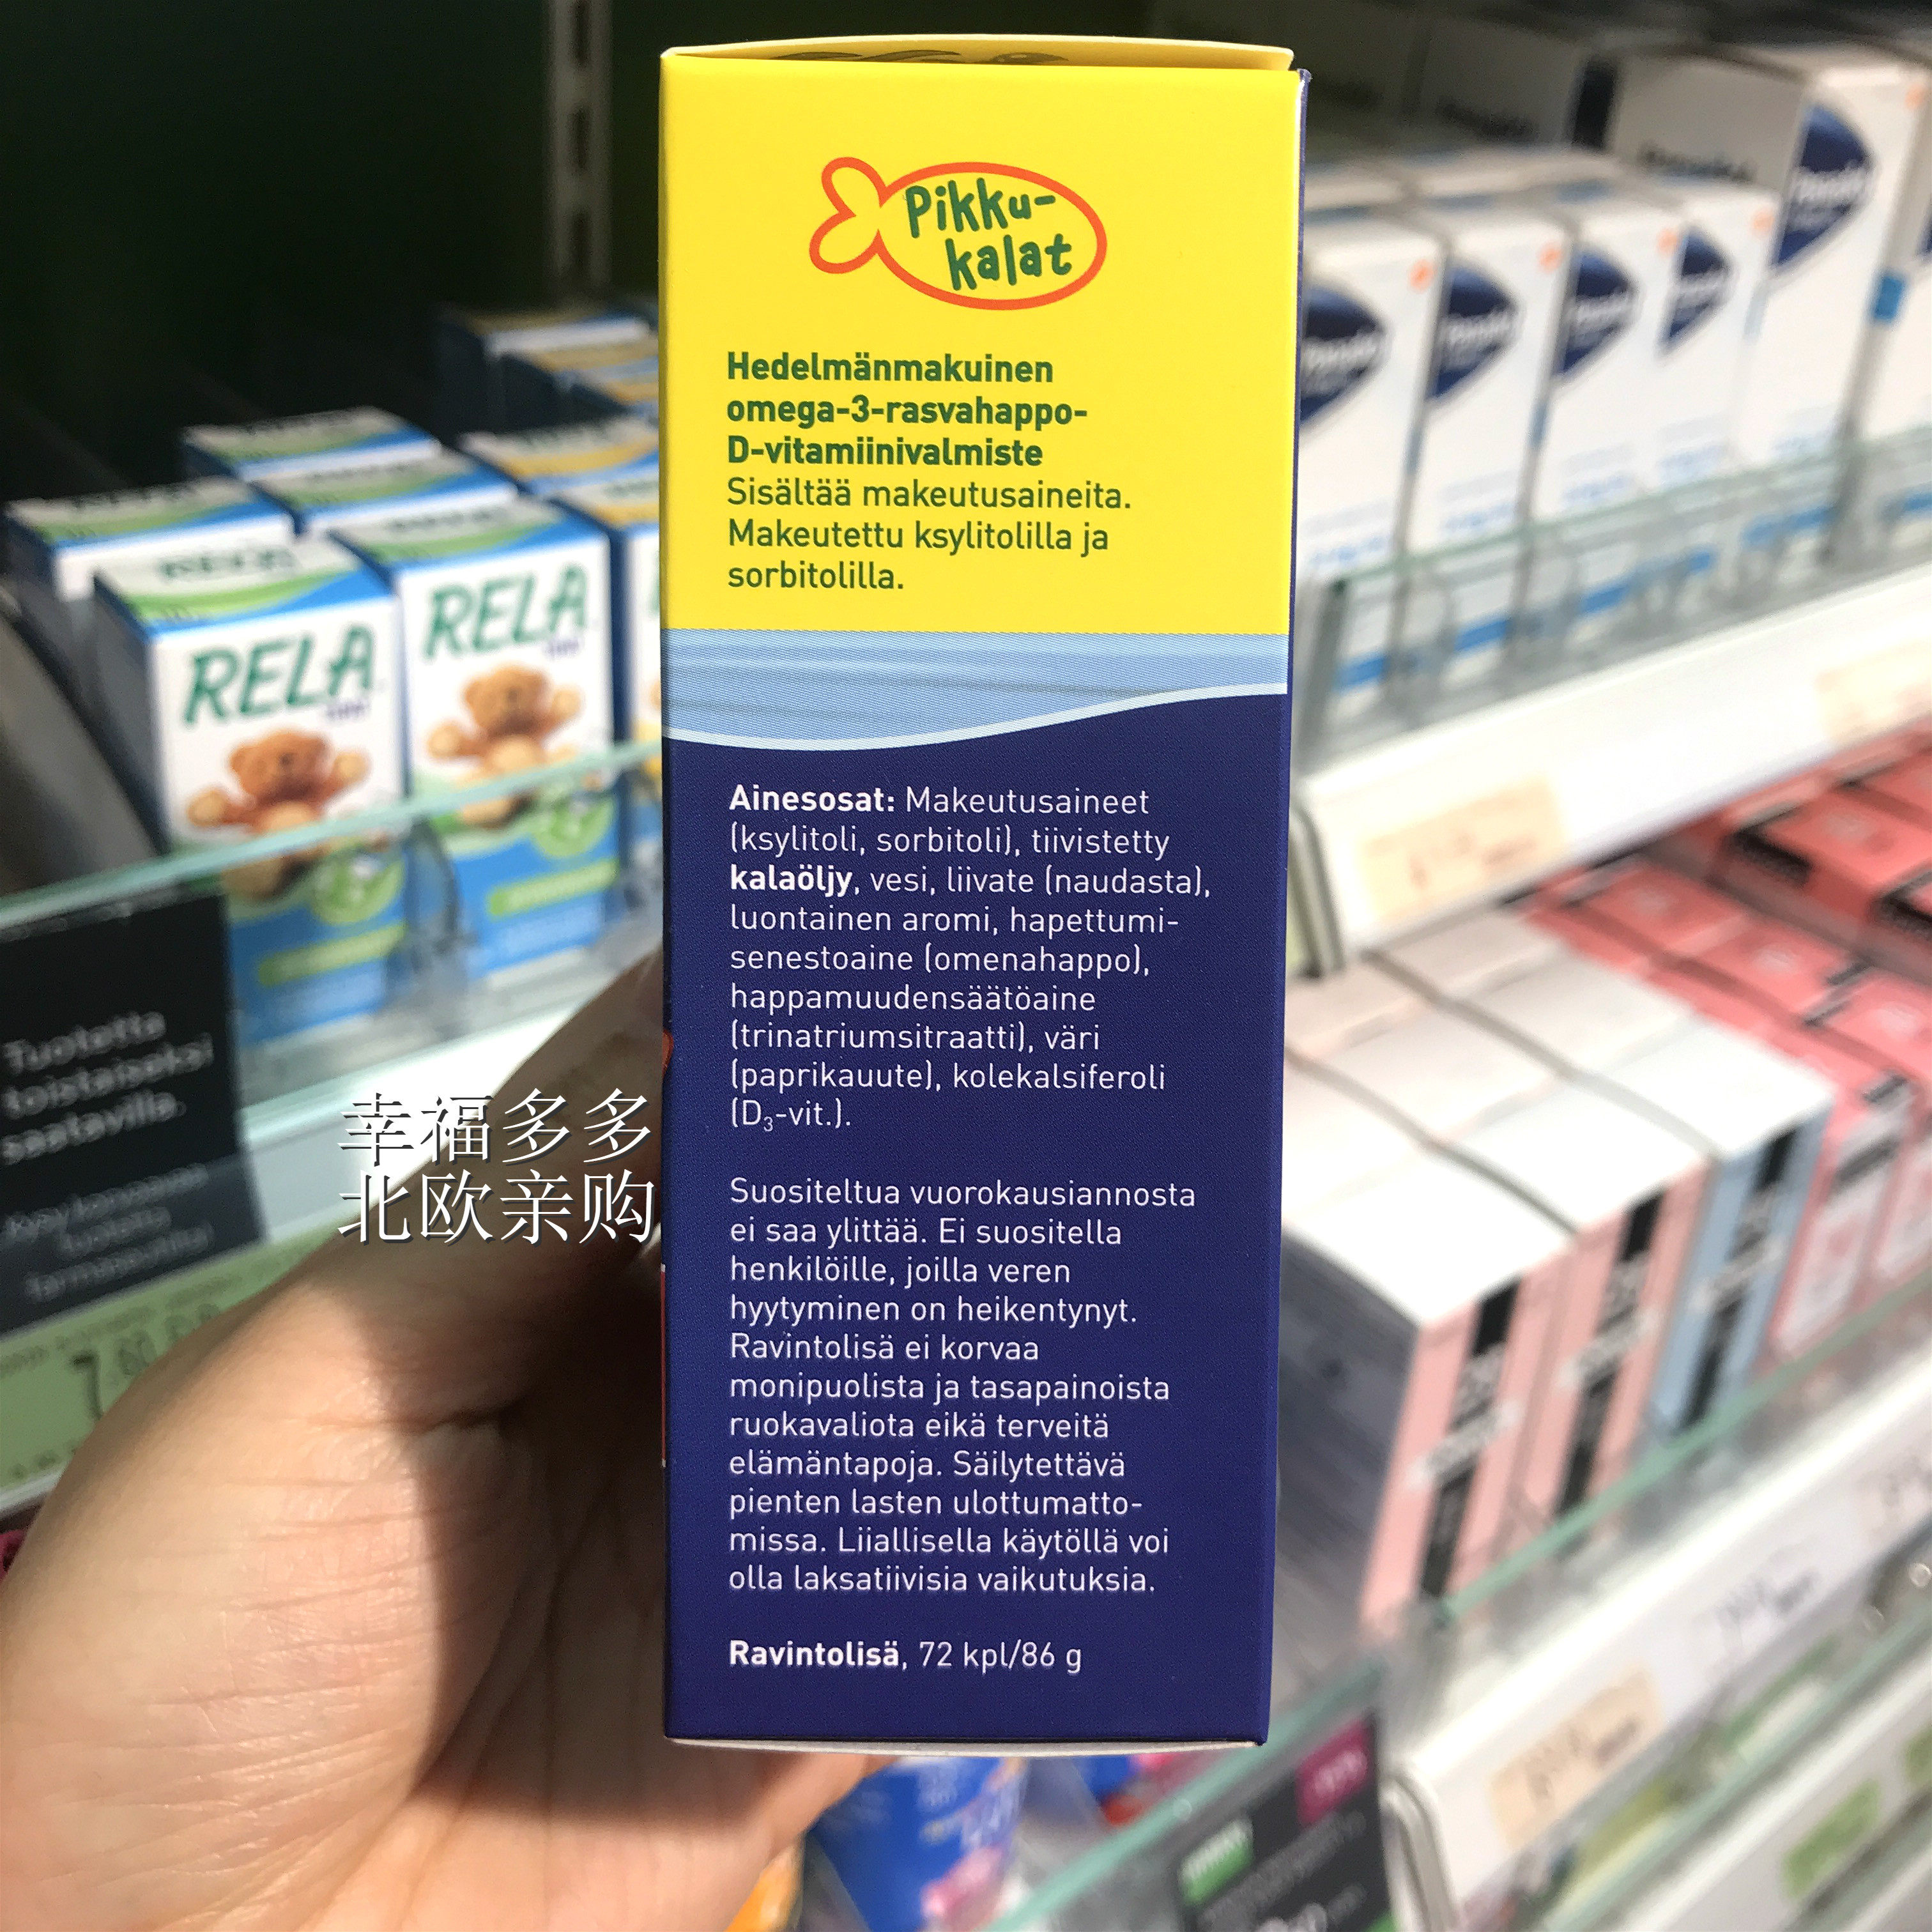 Pikku-
kalat
Hedelmänmakuinen
omega-3-rasvahappo-
D-vitamiinivalmiste
Sisältää makeutusaineita.
Makeutettu ksylitolilla ja
sorbitolilla.
Ainesosat: Makeutusaineet
(ksylitoli, sorbitoli), tiivistetty
kalaöljy, vesi, liivate (naudasta),
luontainen aromi, hapettumi-
senestoaine (omenahappo),
happamuudensäätöaine
(trinatriumsitraatti), väri
(paprikauute), kolekalsiferoli
(D₃-vit.).
Suositeltua vuorokausiannosta
ei saa ylittää. Ei suositella
henkilöille, joilla veren
hyytyminen on heikentynyt.
Ravintolisä ei korvaa
monipuolista ja tasapainoista
ruokavaliota eikä terveitä
elämäntapoja. Säilytettävä
pienten lasten ulottumatto-
missa. Liiallisella käytöllä voi
olla laksatiivisia vaikutuksia.
Ravintolisä, 72 kpl/86 g
RELA
RELA
Tuotetta
toistaiseksi
saatavilla.
幸福多多
北欧亲购